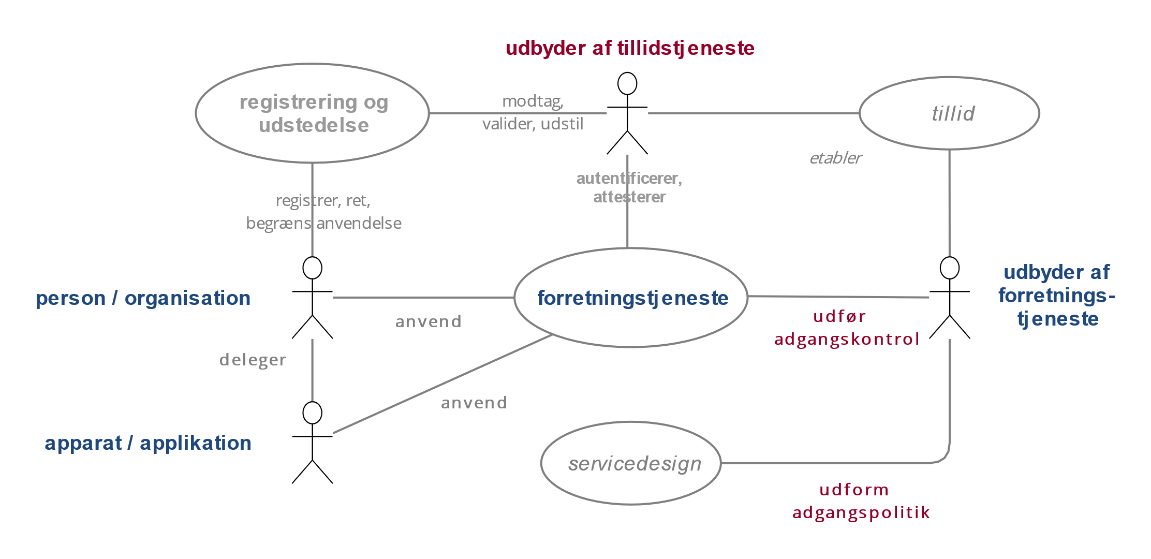 udbyder af tillidstjeneste
registrering og
udstedelse
modtag,
valider, udstil
tillid
etabler
autentificerer,
attesterer
registrer, ret,
begræns anvendelse
person / organisation
anvend
forretningstjeneste
udfør
adgangskontrol
udbyder af
forretnings-
tjeneste
deleger
anvend
apparat / applikation
servicedesign
udform
adgangspolitik